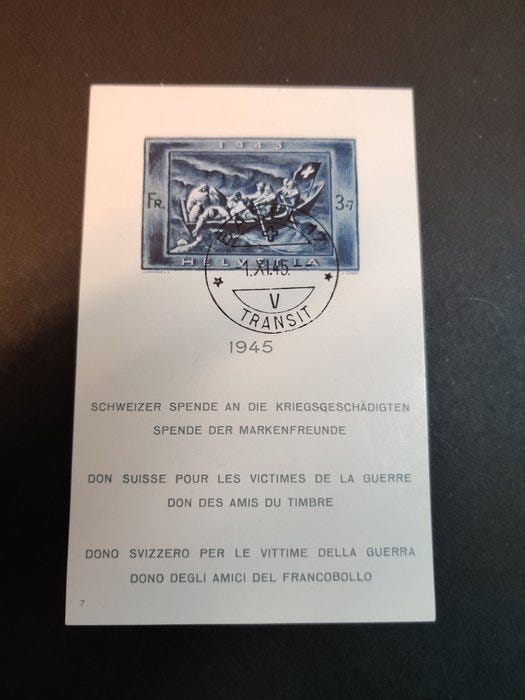 1945
FR. 3+7
HELVETIA
-1.XI.45.
V
TRANSIT
1945
SCHWEIZER SPENDE AN DIE KRIEGSGESCHÄDIGTEN
SPENDE DER MARKENFREUNDE
DON SUISSE POUR LES VICTIMES DE LA GUERRE
DON DES AMIS DU TIMBRE
DONO SVIZZERO PER LE VITTIME DELLA GUERRA
DONO DEGLI AMICI DEL FRANCOBOLLO
7